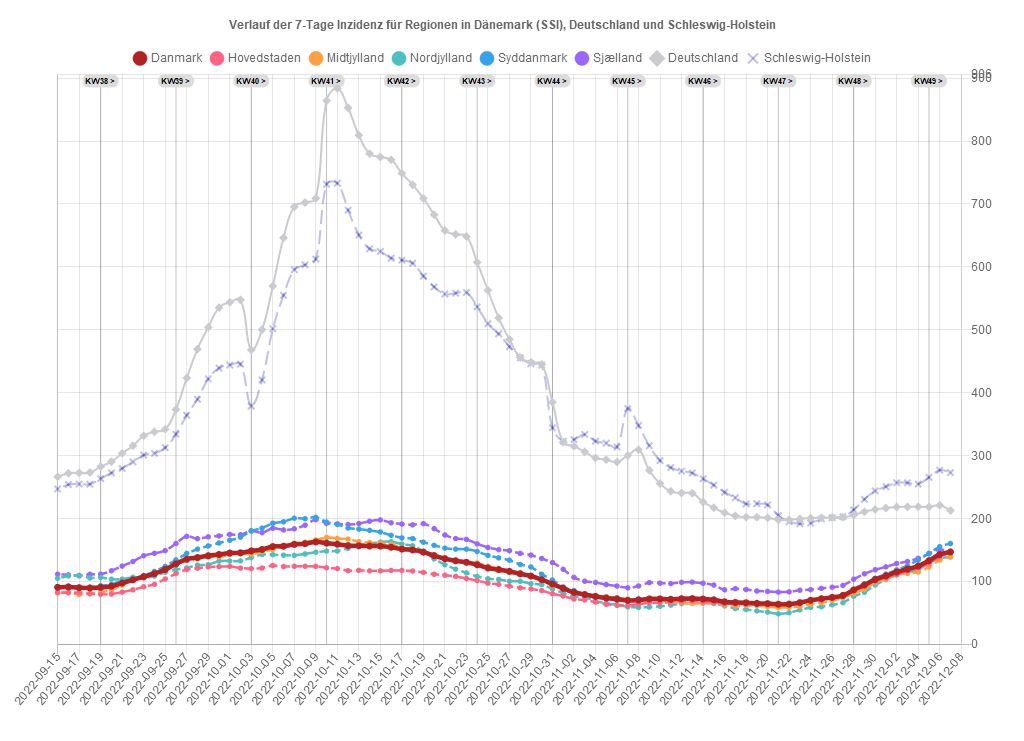 Verlauf der 7-Tage Inzidenz für Regionen in Dänemark (SSI), Deutschland und Schleswig-Holstein
Danmark Hovedstaden Midtjylland Nordjylland Syddanmark Sjælland Deutschland Schleswig-Holstein
KW38 > KW39 > KW40 > KW41 > KW42 > KW43 > KW44 > KW45 > KW46 > KW47 > KW48 > KW49 >
906
900
800
700
600
500
400
300
200
100
0
2022-09-15 2022-09-17 2022-09-19 2022-09-21 2022-09-23 2022-09-25 2022-09-27 2022-09-29 2022-10-01 2022-10-03 2022-10-05 2022-10-07 2022-10-09 2022-10-11 2022-10-13 2022-10-15 2022-10-17 2022-10-19 2022-10-21 2022-10-23 2022-10-25 2022-10-27 2022-10-29 2022-10-31 2022-11-02 2022-11-04 2022-11-06 2022-11-08 2022-11-10 2022-11-12 2022-11-14 2022-11-16 2022-11-18 2022-11-20 2022-11-22 2022-11-24 2022-11-26 2022-11-28 2022-11-30 2022-12-02 2022-12-04 2022-12-06 2022-12-08